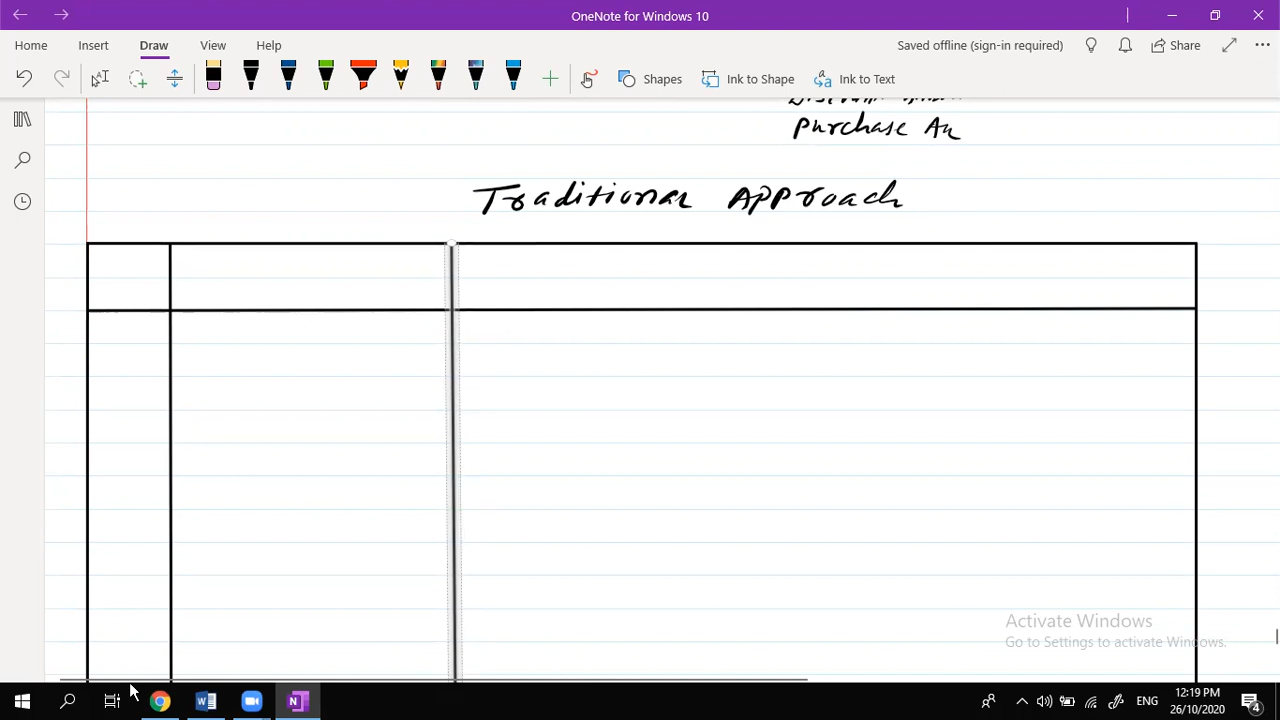 OneNote for Windows 10
Home Insert Draw View Help
Saved offline (sign-in required)
Share
Shapes
Ink to Shape
Ink to Text
Purchase A/c
Traditional Approach
Activate Windows
Go to Settings to activate Windows.
ENG
12:19 PM
26/10/2020
4